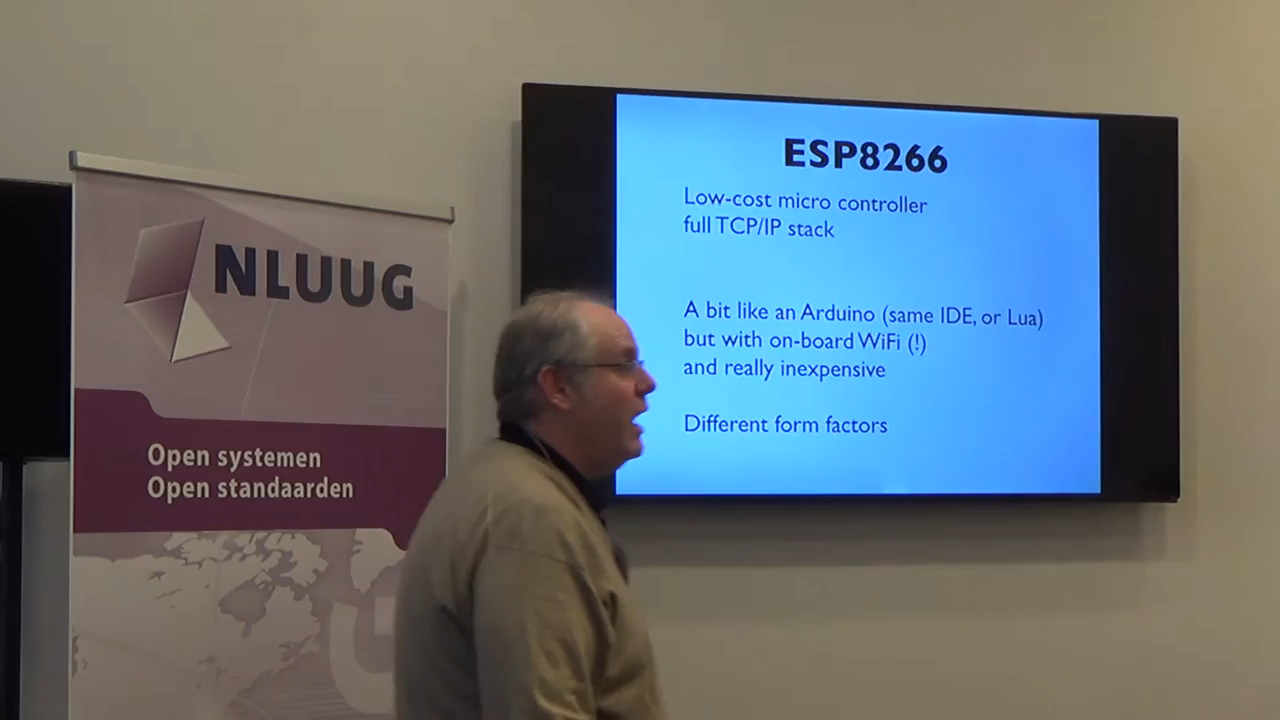 NLUUG
Open systemen
Open standaarden
ESP8266
Low-cost micro controller
full TCP/IP stack
A bit like an Arduino (same IDE, or Lua)
but with on-board WiFi (!)
and really inexpensive
Different form factors